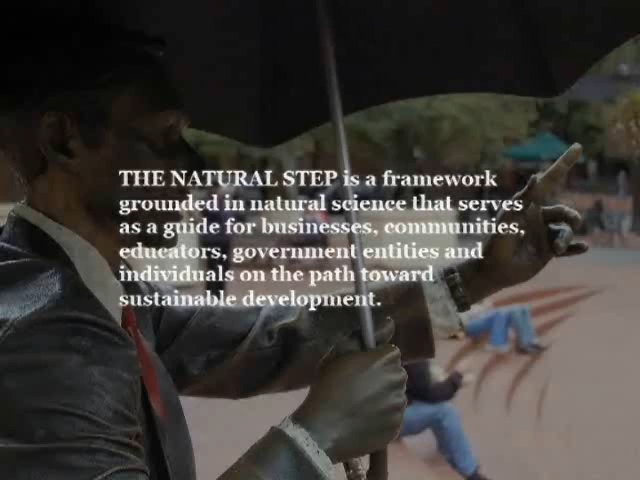 THE NATURAL STEP is a framework
grounded in natural science that serves
as a guide for businesses, communities,
educators, government entities and
individuals on the path toward
sustainable development.